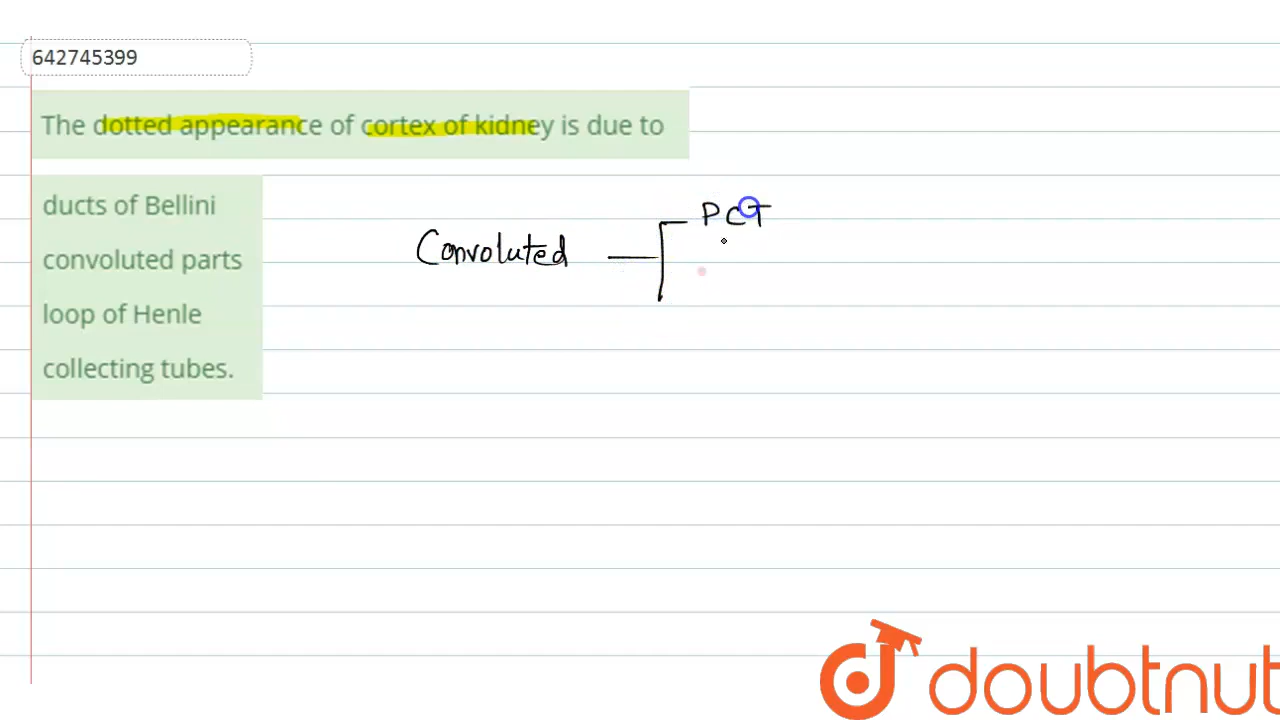 642745399
The dotted appearance of cortex of kidney is due to
ducts of Bellini
convoluted parts
loop of Henle
collecting tubes.
Convoluted
PCT
doubtnut